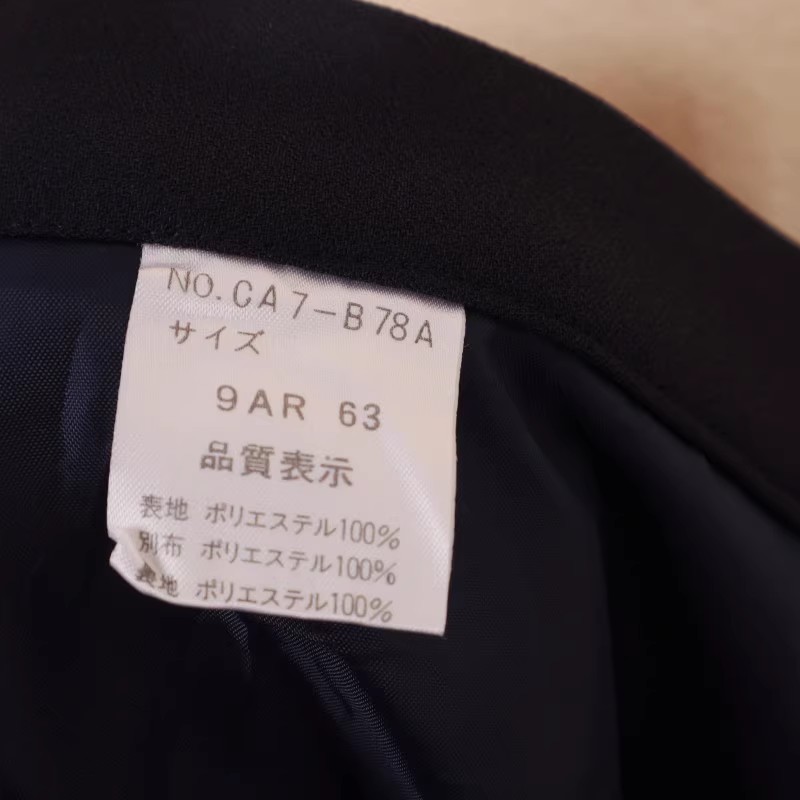 NO. CA7-B78A
サイズ
9AR 63
品質表示
表地 ポリエステル100%
別布 ポリエステル100%
地 ポリエステル100%